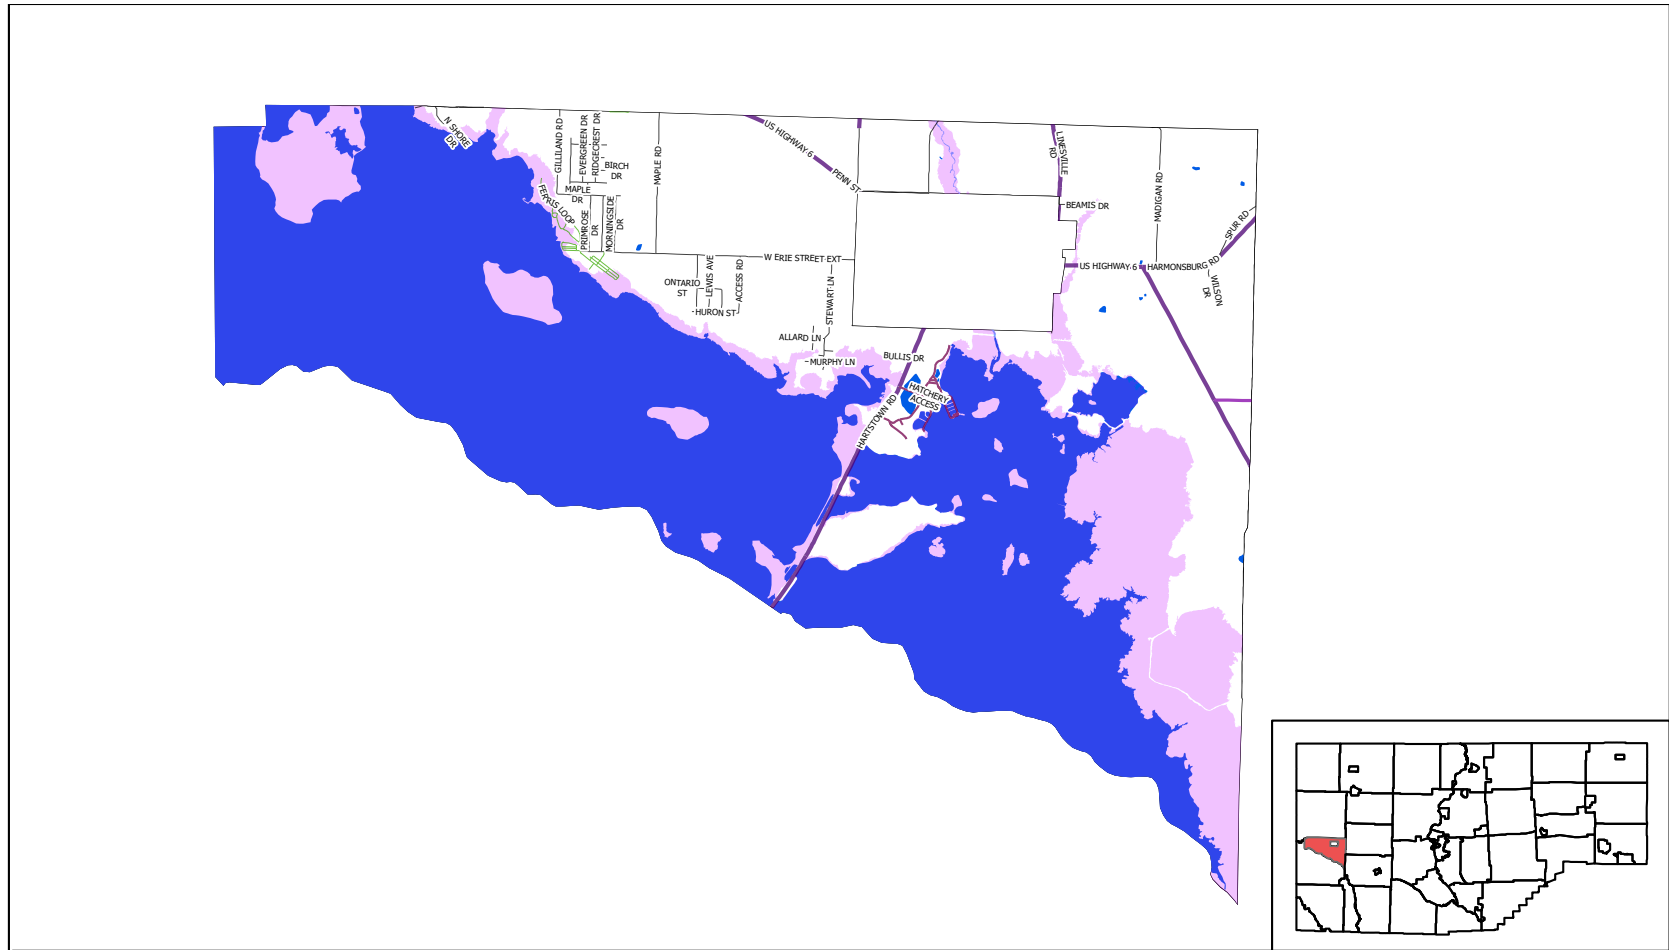 N SHORE
DR
GILLILAND RD
EVERGREEN DR
RIDGECREST DR
BIRCH
DR
MAPLE RD
US HIGHWAY 6
PENN ST
LINESVILLE
RD
MADIGAN RD
MAPLE
DR
FERRIS LOOP
PRIMROSE
DR
MORNINGSIDE
DR
BEAMIS DR
SPUR RD
W ERIE STREET EXT
US HIGHWAY 6
HARMONSBURG RD
WILSON
DR
ONTARIO
ST
LEWIS AVE
ACCESS RD
STEWART LN
HURON ST
ALLARD LN
MURPHY LN
BULLIS DR
HATCHERY
ACCESS
HARTSTOWN RD